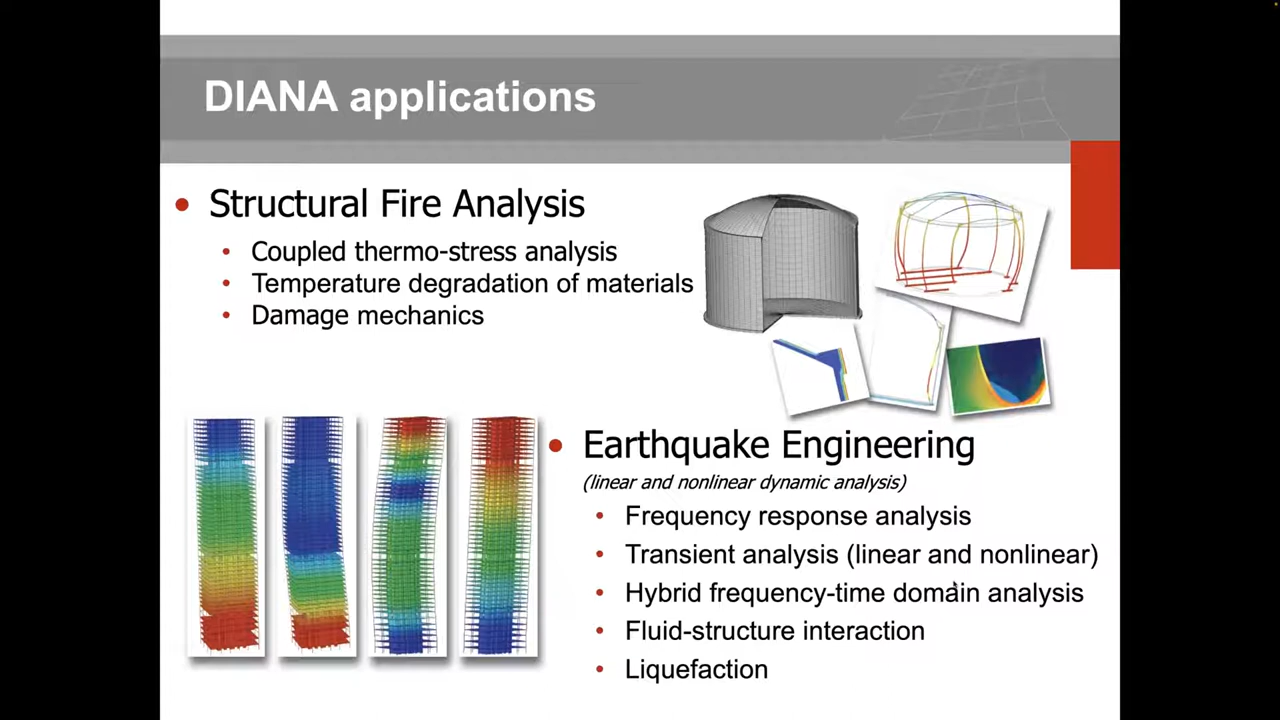 DIANA applications
Structural Fire Analysis
Coupled thermo-stress analysis
Temperature degradation of materials
Damage mechanics
Earthquake Engineering
(linear and nonlinear dynamic analysis)
Frequency response analysis
Transient analysis (linear and nonlinear)
Hybrid frequency-time domain analysis
Fluid-structure interaction
Liquefaction